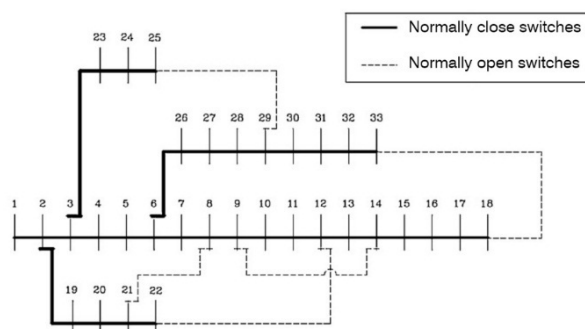 23 24 25
Normally close switches
Normally open switches
26 27 28 29 30 31 32 33
1 2 3 4 5 6 7 8 9 10 11 12 13 14 15 16 17 18
19 20 21 22